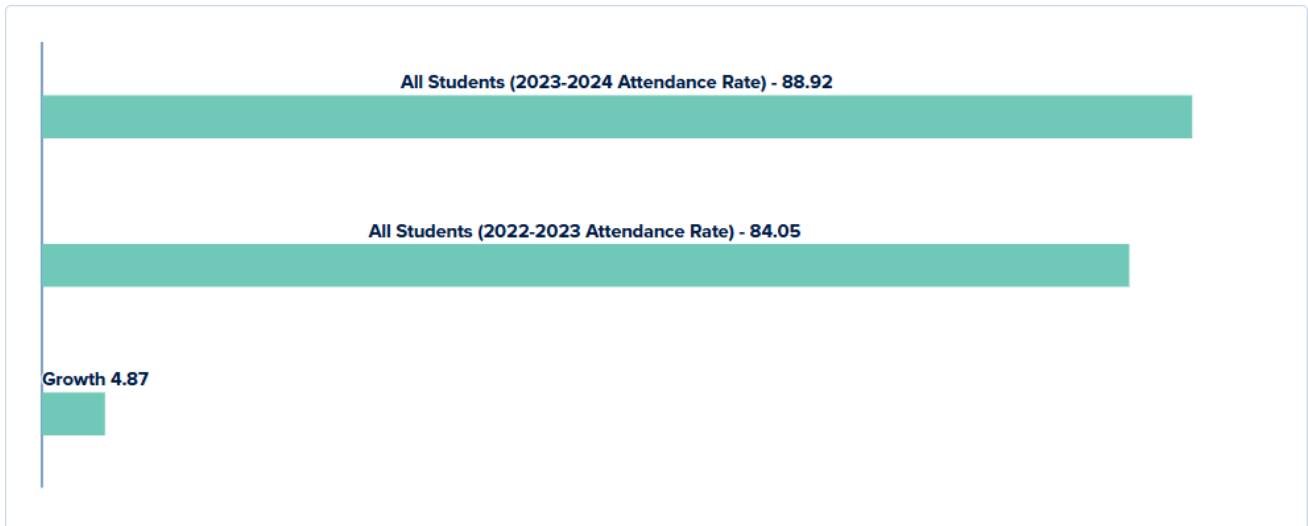 All Students (2023-2024 Attendance Rate) - 88.92
All Students (2022-2023 Attendance Rate) - 84.05
Growth 4.87